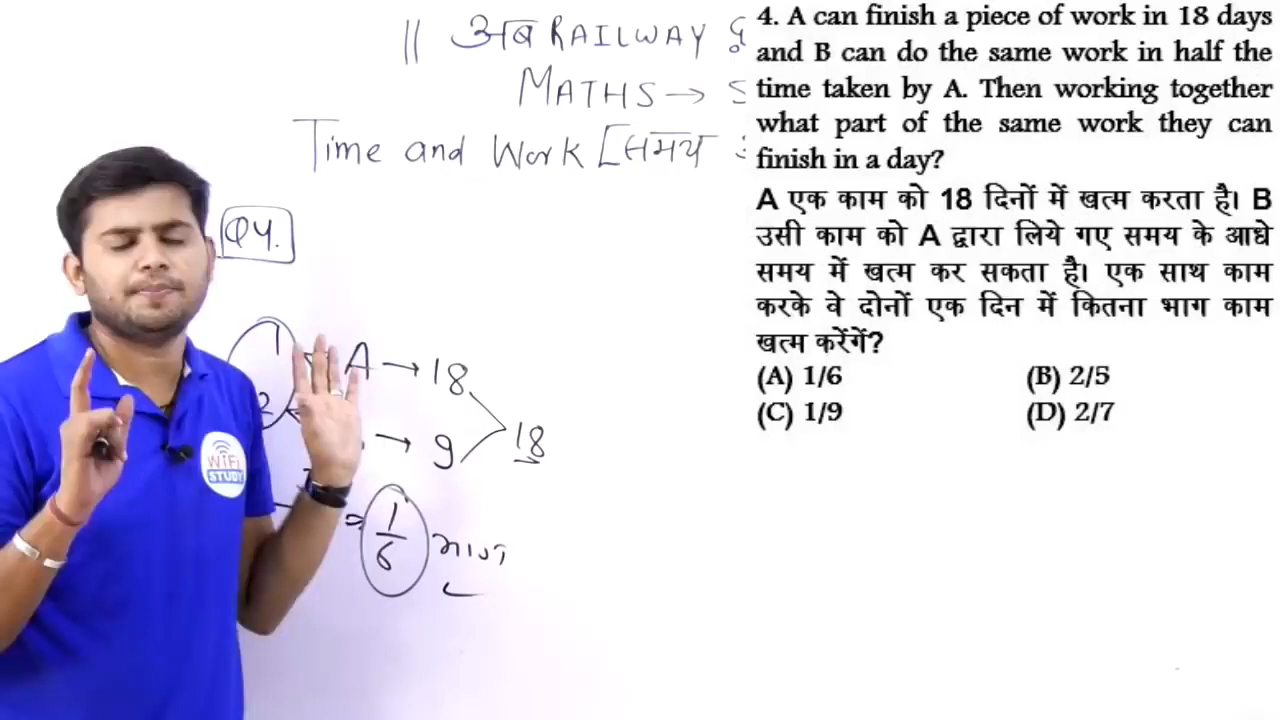 || अब RAILWAY दू
MATHS → S
Time and Work [समय
Q4.
1 A → 18
2 → 9
18
⇒ 1/6 भाग
WiFi
STUDY
4. A can finish a piece of work in 18 days
and B can do the same work in half the
time taken by A. Then working together
what part of the same work they can
finish in a day?
A एक काम को 18 दिनों में खत्म करता है। B
उसी काम को A द्वारा लिये गए समय के आधे
समय में खत्म कर सकता है। एक साथ काम
करके वे दोनों एक दिन में कितना भाग काम
खत्म करेंगें?
(A) 1/6 (B) 2/5
(C) 1/9 (D) 2/7